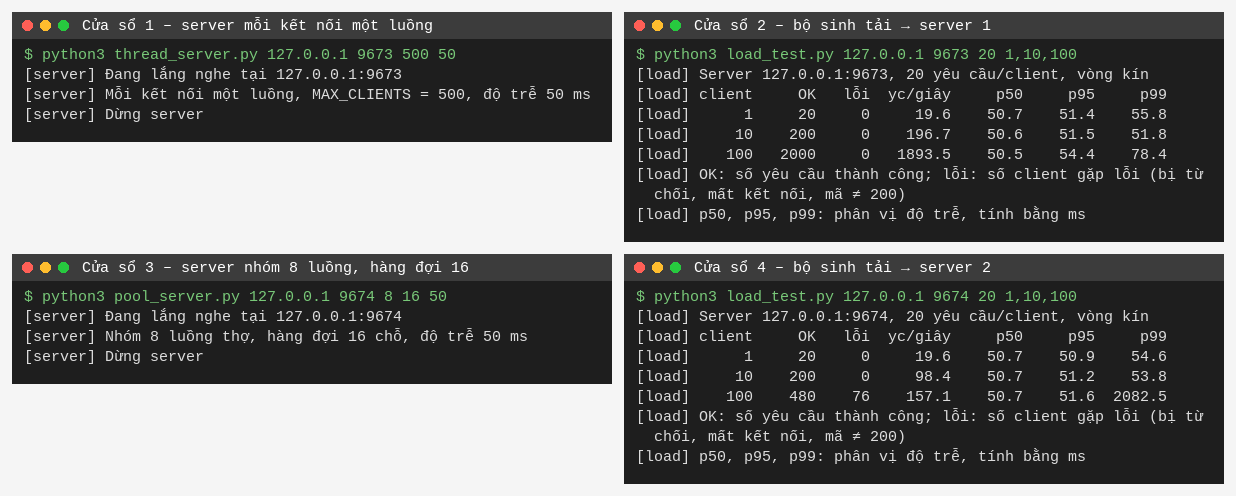 Cửa sổ 1 – server mỗi kết nối một luồng
$ python3 thread_server.py 127.0.0.1 9673 500 50
[server] Đang lắng nghe tại 127.0.0.1:9673
[server] Mỗi kết nối một luồng, MAX_CLIENTS = 500, độ trễ 50 ms
[server] Dừng server
Cửa sổ 2 – bộ sinh tải → server 1
$ python3 load_test.py 127.0.0.1 9673 20 1,10,100
[load] Server 127.0.0.1:9673, 20 yêu cầu/client, vòng kín
[load] client     OK   lỗi  yc/giây     p50     p95     p99
[load]      1     20     0     19.6    50.7    51.4    55.8
[load]     10    200     0    196.7    50.6    51.5    51.8
[load]    100   2000     0   1893.5    50.5    54.4    78.4
[load] OK: số yêu cầu thành công; lỗi: số client gặp lỗi (bị từ
chối, mất kết nối, mã ≠ 200)
[load] p50, p95, p99: phân vị độ trễ, tính bằng ms
Cửa sổ 3 – server nhóm 8 luồng, hàng đợi 16
$ python3 pool_server.py 127.0.0.1 9674 8 16 50
[server] Đang lắng nghe tại 127.0.0.1:9674
[server] Nhóm 8 luồng thợ, hàng đợi 16 chỗ, độ trễ 50 ms
[server] Dừng server
Cửa sổ 4 – bộ sinh tải → server 2
$ python3 load_test.py 127.0.0.1 9674 20 1,10,100
[load] Server 127.0.0.1:9674, 20 yêu cầu/client, vòng kín
[load] client     OK   lỗi  yc/giây     p50     p95     p99
[load]      1     20     0     19.6    50.7    50.9    54.6
[load]     10    200     0     98.4    50.7    51.2    53.8
[load]    100    480    76    157.1    50.7    51.6  2082.5
[load] OK: số yêu cầu thành công; lỗi: số client gặp lỗi (bị từ
chối, mất kết nối, mã ≠ 200)
[load] p50, p95, p99: phân vị độ trễ, tính bằng ms